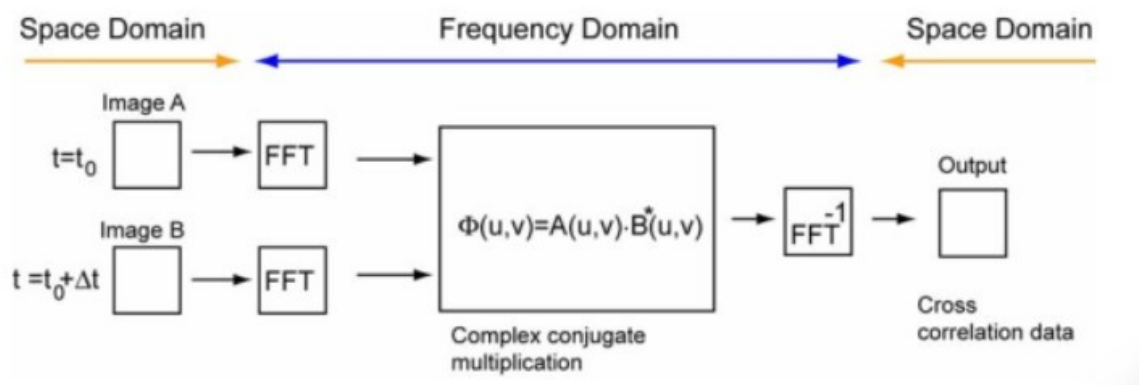 Space Domain
Frequency Domain
Space Domain
Image A
t=t₀
FFT
Image B
t =t₀+Δt
FFT
Φ(u,v)=A(u,v)·B*(u,v)
Complex conjugate
multiplication
FFT⁻¹
Output
Cross
correlation data